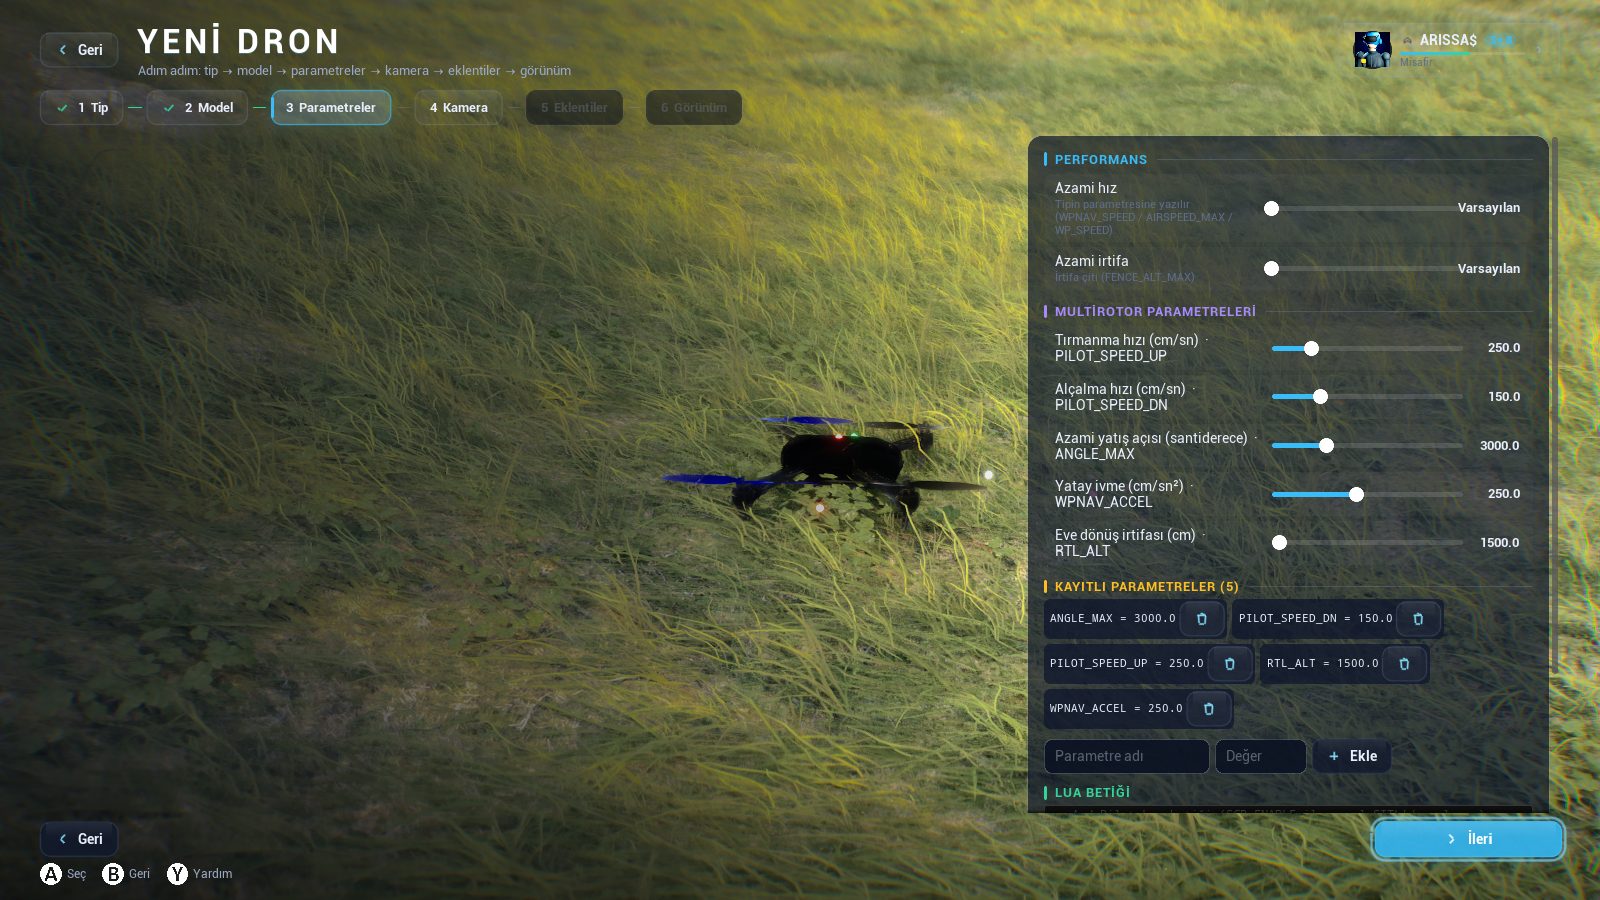 Geri
YENİ DRON
Adım adım: tip → model → parametreler → kamera → eklentiler → görünüm
ARISSA$
Misafir
1 Tip
2 Model
3 Parametreler
4 Kamera
5 Eklentiler
6 Görünüm
PERFORMANS
Azami hız
Tipin parametresine yazılır
(WPNAV_SPEED / AIRSPEED_MAX /
WP_SPEED)
Varsayılan
Azami irtifa
İrtifa çiti (FENCE_ALT_MAX)
Varsayılan
MULTİROTOR PARAMETRELERİ
Tırmanma hızı (cm/sn) ·
PILOT_SPEED_UP
250.0
Alçalma hızı (cm/sn) ·
PILOT_SPEED_DN
150.0
Azami yatış açısı (santiderece) ·
ANGLE_MAX
3000.0
Yatay ivme (cm/sn²) ·
WPNAV_ACCEL
250.0
Eve dönüş irtifası (cm) ·
RTL_ALT
1500.0
KAYITLI PARAMETRELER (5)
ANGLE_MAX = 3000.0
PILOT_SPEED_DN = 150.0
PILOT_SPEED_UP = 250.0
RTL_ALT = 1500.0
WPNAV_ACCEL = 250.0
Parametre adı
Değer
+ Ekle
LUA BETİĞİ
Geri
İleri
A Seç
B Geri
Y Yardım